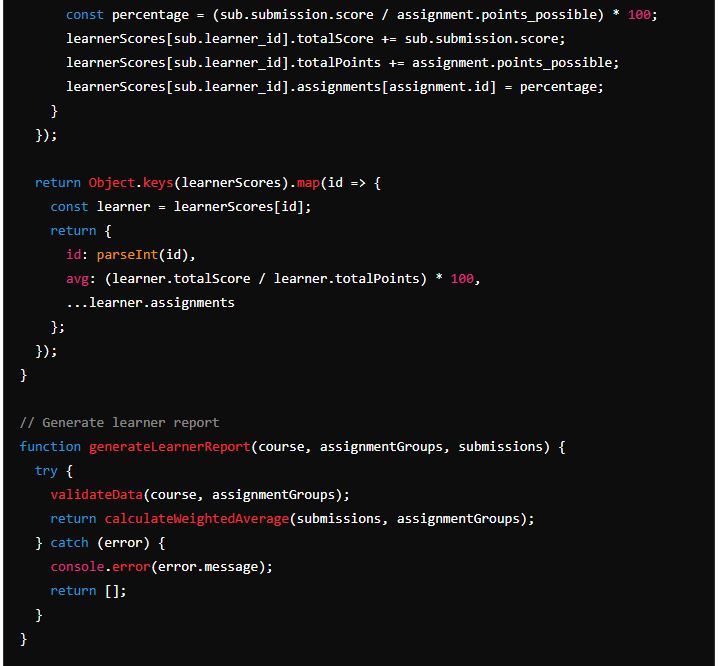 const percentage = (sub.submission.score / assignment.points_possible) * 100;
learnerScores[sub.learner_id].totalScore += sub.submission.score;
learnerScores[sub.learner_id].totalPoints += assignment.points_possible;
learnerScores[sub.learner_id].assignments[assignment.id] = percentage;
}
});
return Object.keys(learnerScores).map(id => {
const learner = learnerScores[id];
return {
id: parseInt(id),
avg: (learner.totalScore / learner.totalPoints) * 100,
...learner.assignments
};
});
}
// Generate learner report
function generateLearnerReport(course, assignmentGroups, submissions) {
try {
validateData(course, assignmentGroups);
return calculateWeightedAverage(submissions, assignmentGroups);
} catch (error) {
console.error(error.message);
return [];
}
}